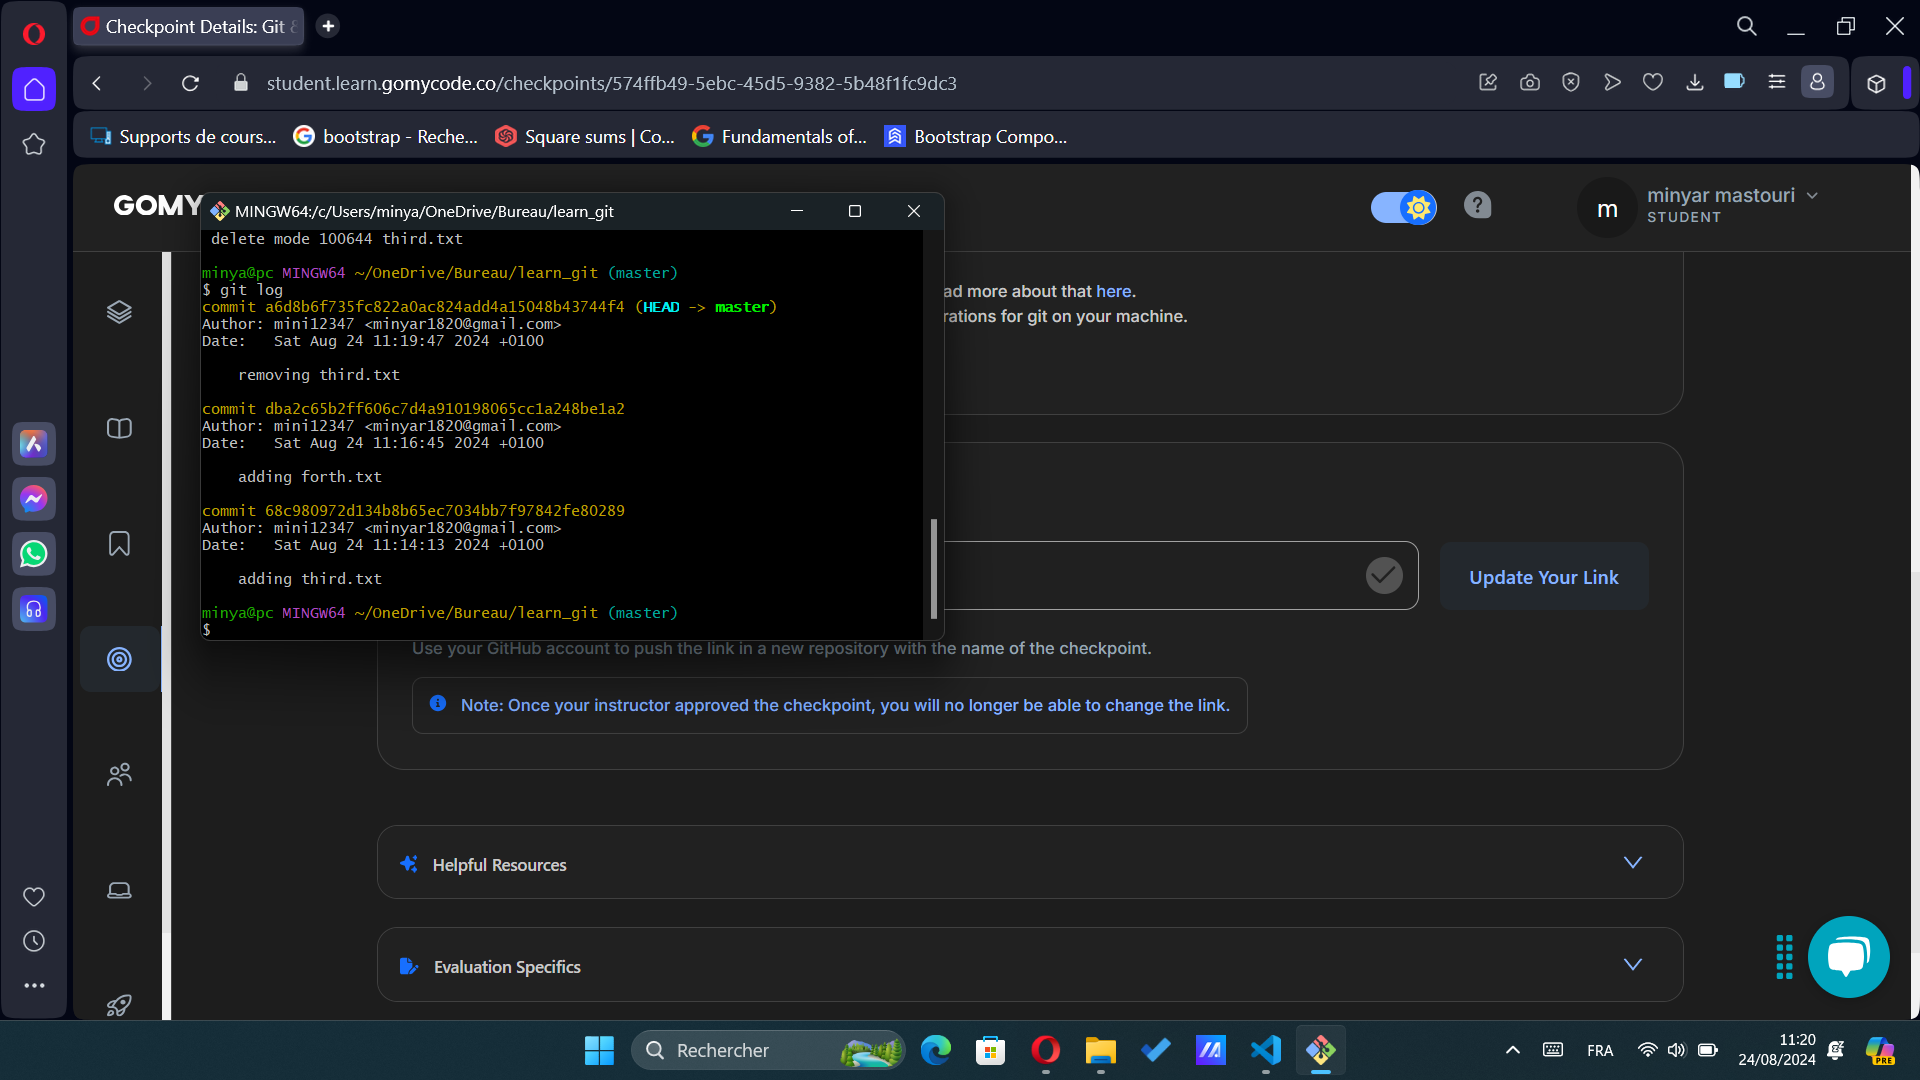 Checkpoint Details: Git &
student.learn.gomycode.co/checkpoints/574ffb49-5ebc-45d5-9382-5b48f1fc9dc3
Supports de cours...
bootstrap - Reche...
Square sums | Co...
Fundamentals of...
Bootstrap Compo...
GOMY
minyar mastouri
STUDENT
m
MINGW64:/c/Users/minya/OneDrive/Bureau/learn_git
delete mode 100644 third.txt
minya@pc MINGW64 ~/OneDrive/Bureau/learn_git (master)
$ git log
commit a6d8b6f735fc822a0ac824add4a15048b43744f4 (HEAD -> master)
Author: mini12347 <minyar1820@gmail.com>
Date:   Sat Aug 24 11:19:47 2024 +0100
removing third.txt
commit dba2c65b2ff606c7d4a910198065cc1a248be1a2
Author: mini12347 <minyar1820@gmail.com>
Date:   Sat Aug 24 11:16:45 2024 +0100
adding forth.txt
commit 68c980972d134b8b65ec7034bb7f97842fe80289
Author: mini12347 <minyar1820@gmail.com>
Date:   Sat Aug 24 11:14:13 2024 +0100
adding third.txt
minya@pc MINGW64 ~/OneDrive/Bureau/learn_git (master)
$
ad more about that here.
rations for git on your machine.
Update Your Link
Use your GitHub account to push the link in a new repository with the name of the checkpoint.
Note: Once your instructor approved the checkpoint, you will no longer be able to change the link.
Helpful Resources
Evaluation Specifics
Rechercher
FRA
11:20
24/08/2024
PRE